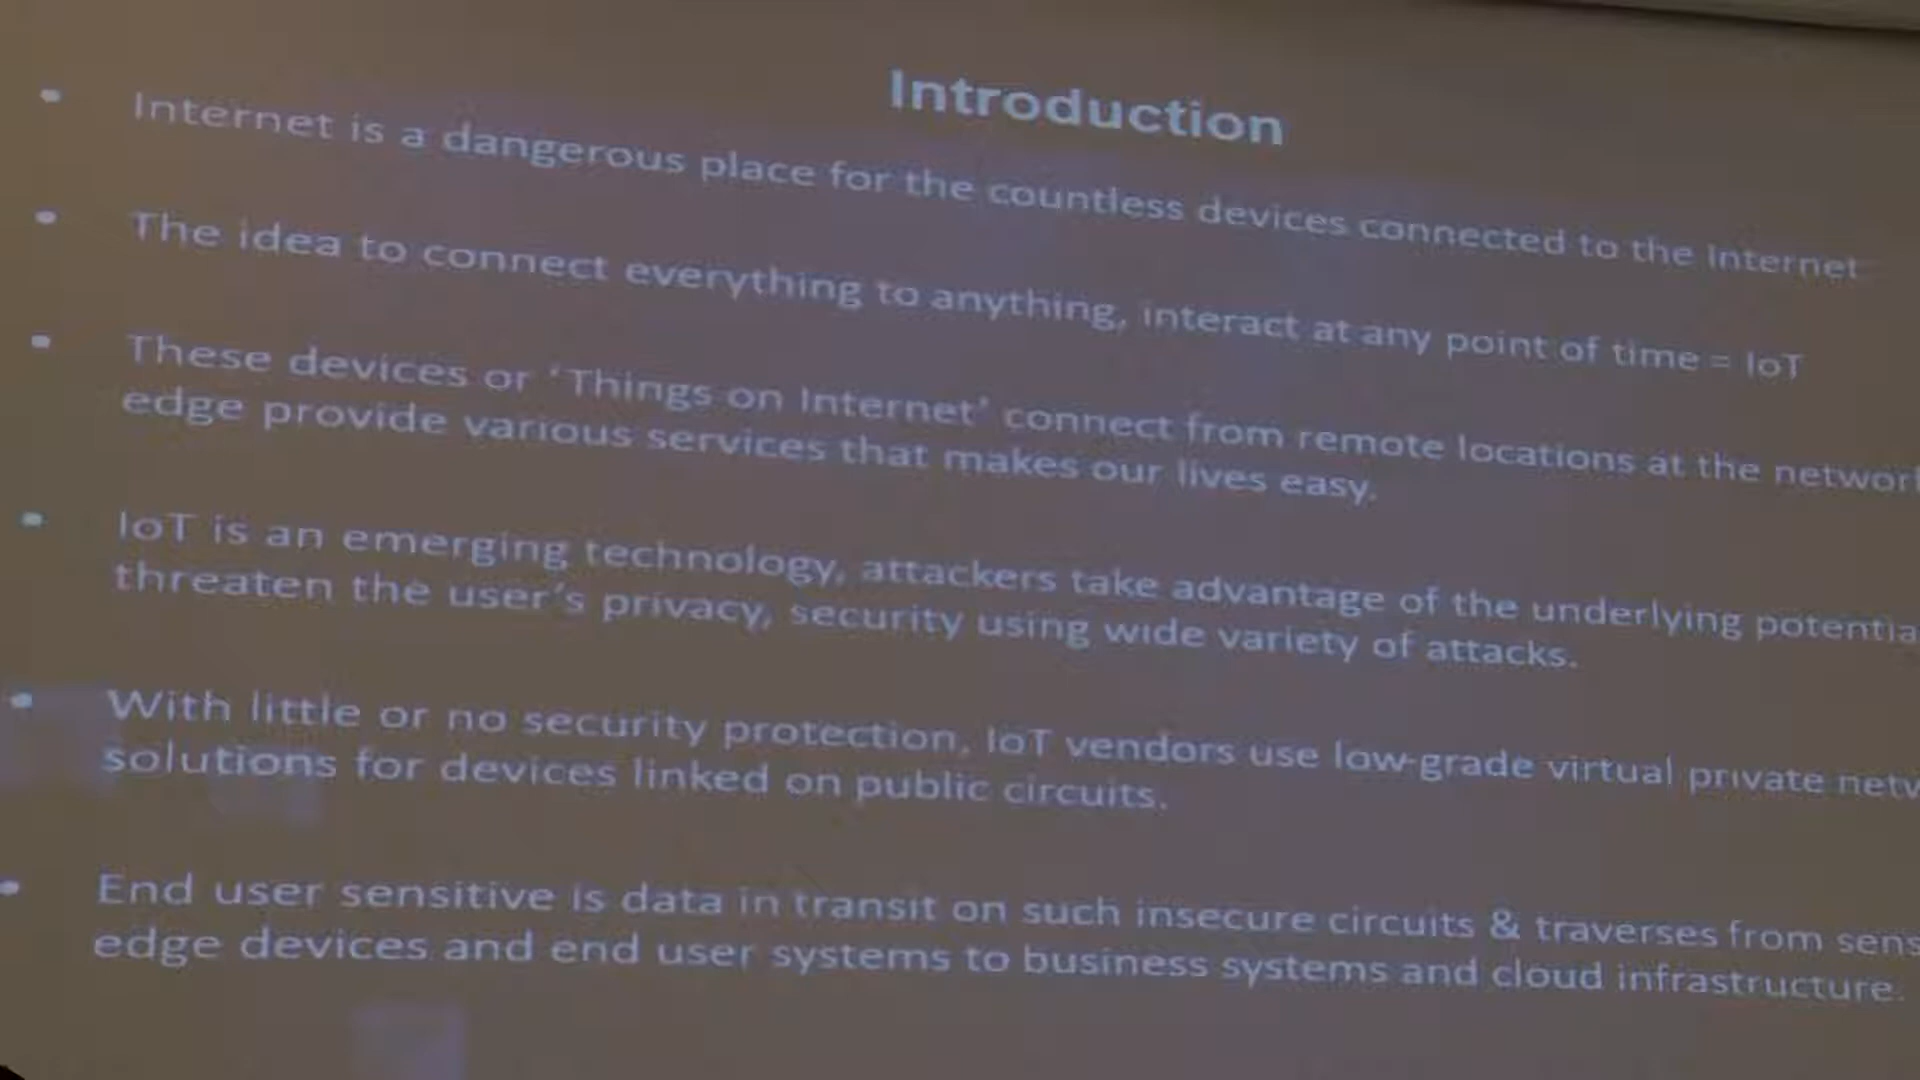 Introduction
• Internet is a dangerous place for the countless devices connected to the Internet
• The idea to connect everything to anything, interact at any point of time = IoT
• These devices or ‘Things on Internet’ connect from remote locations at the network
edge provide various services that makes our lives easy.
• IoT is an emerging technology, attackers take advantage of the underlying
threaten the user’s privacy, security using wide variety of attacks.
• With little or no security protection, IoT vendors use low-grade virtual private
solutions for devices linked on public circuits.
• End user sensitive is data in transit on such insecure circuits & traverses from
edge devices and end user systems to business systems and cloud infrastructure.